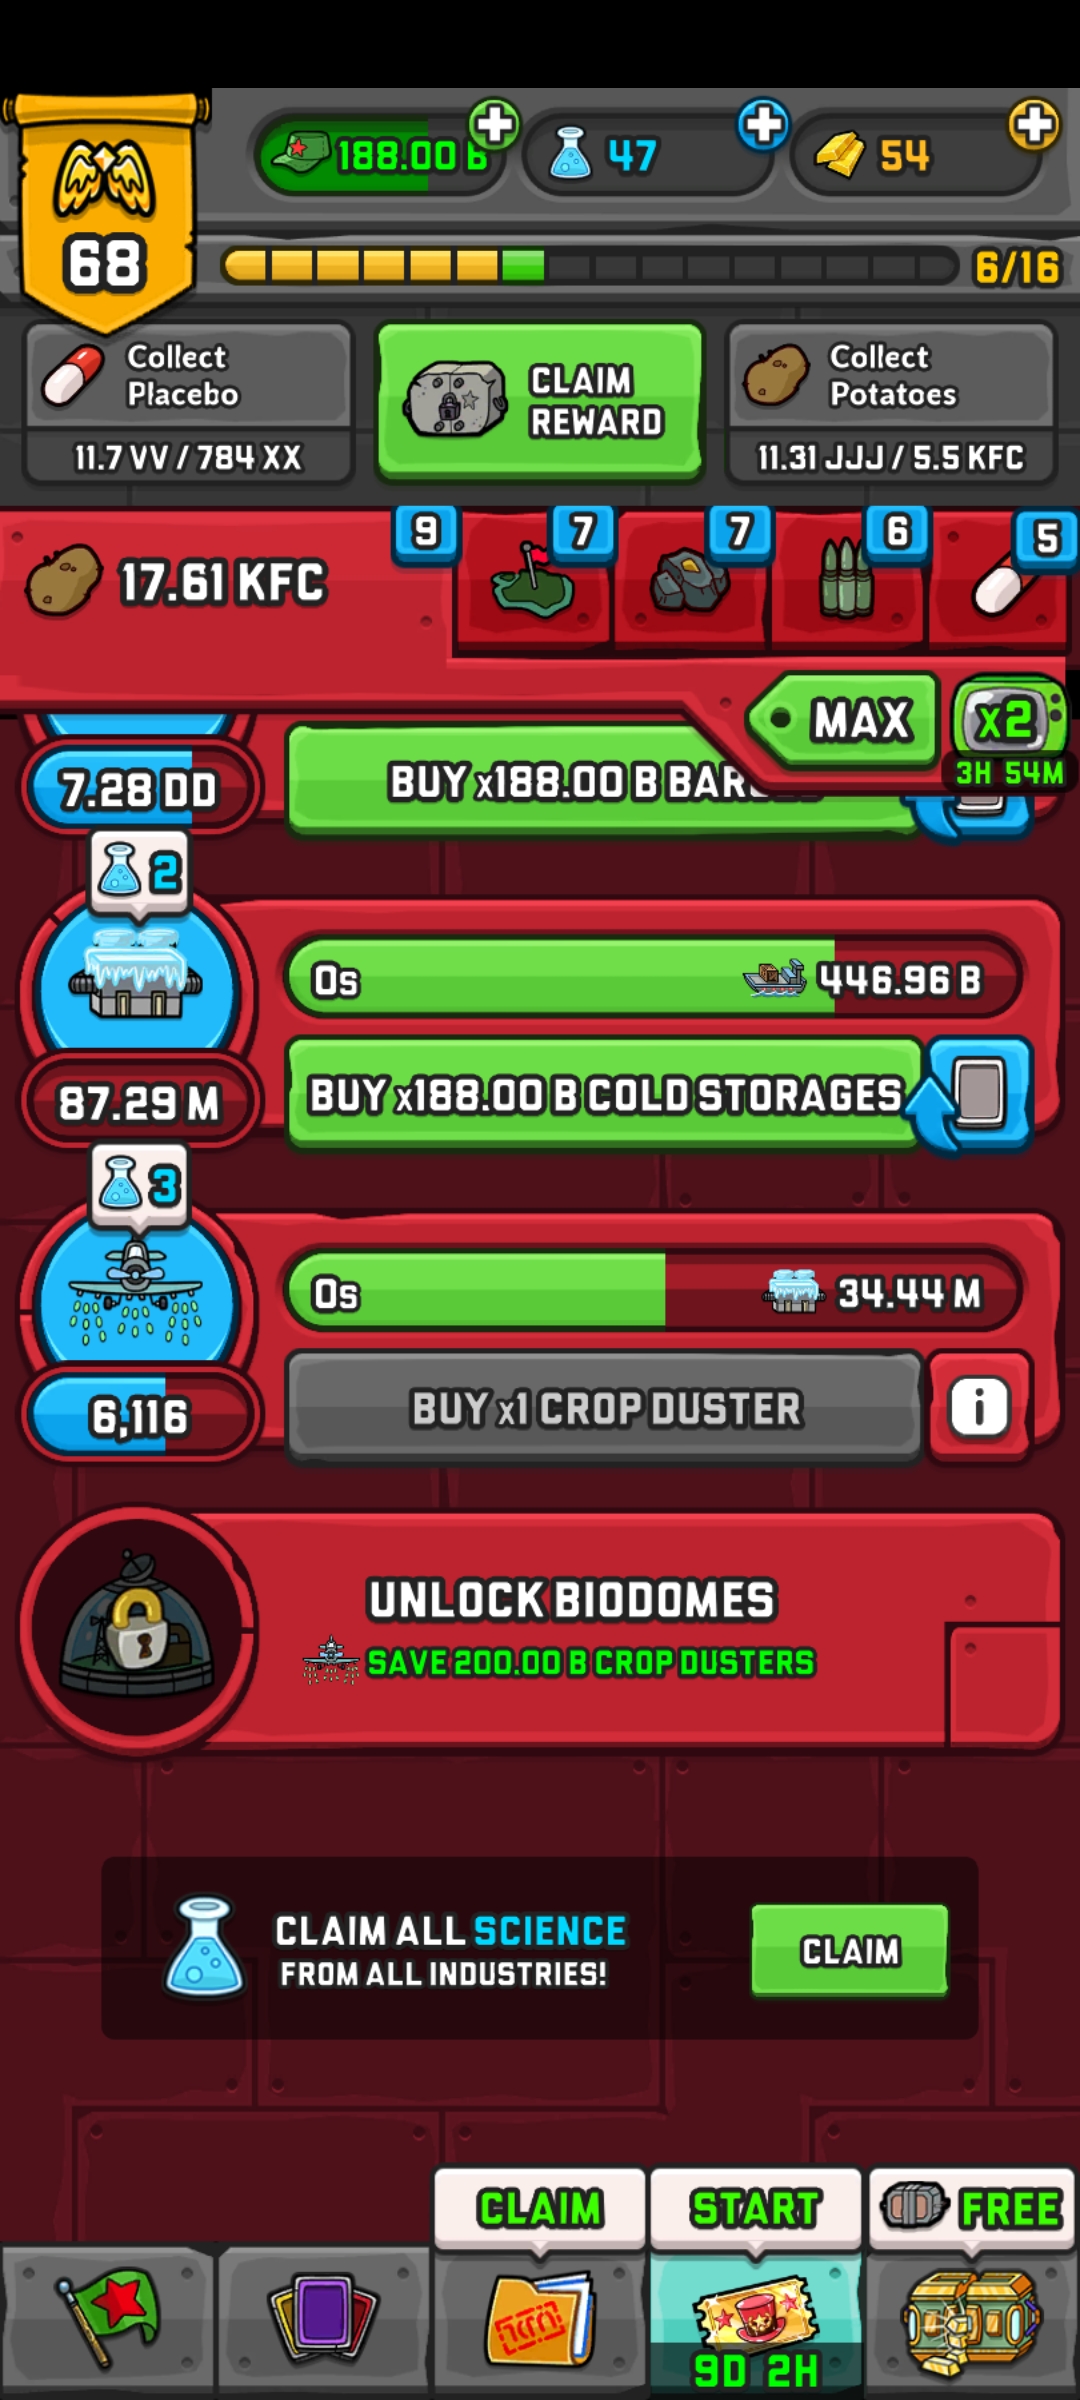 188.00 B
47
54
68
6/16
Collect
Placebo
11.7 VV / 784 XX
CLAIM
REWARD
Collect
Potatoes
11.31 JJJ / 5.5 KFC
17.61 KFC
9
7
7
6
5
MAX
x2
3H 54M
7.28 DD
BUY x188.00 B
2
0s
446.96 B
87.29 M
BUY x188.00 B COLD STORAGES
3
0s
34.44 M
6,116
BUY x1 CROP DUSTER
i
UNLOCK BIODOMES
SAVE 200.00 B CROP DUSTERS
CLAIM ALL SCIENCE
FROM ALL INDUSTRIES!
CLAIM
CLAIM
START
FREE
9D 2H